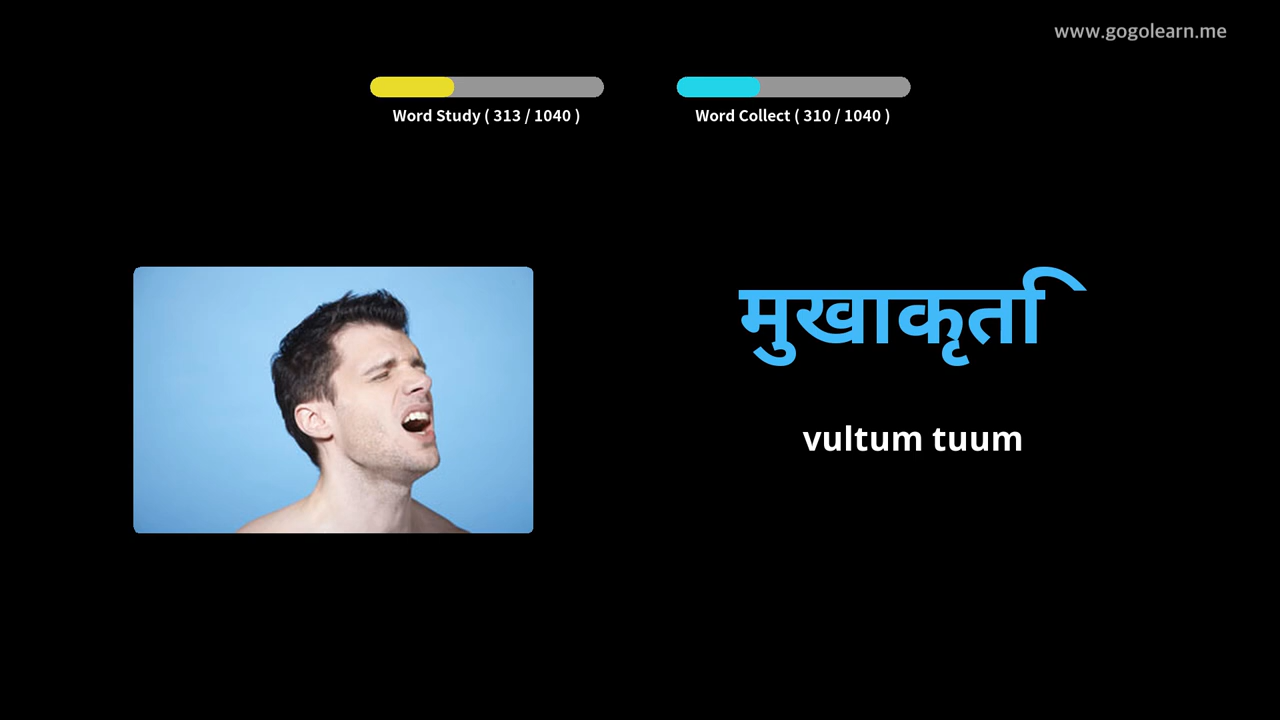 www.gogolearn.me
Word Study ( 313 / 1040 )
Word Collect ( 310 / 1040 )
मुखाकृति
vultum tuum